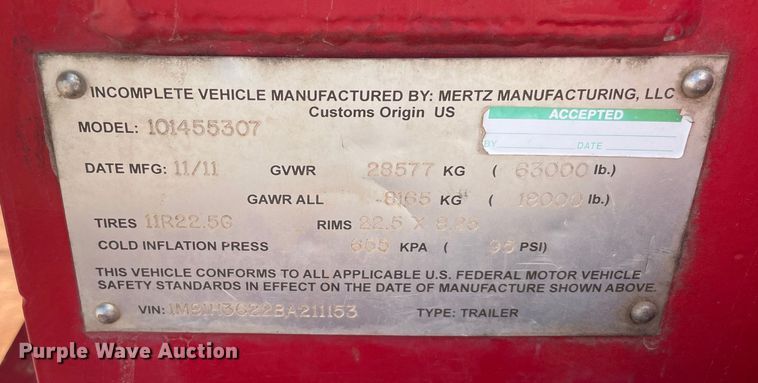 INCOMPLETE VEHICLE MANUFACTURED BY: MERTZ MANUFACTURING, LLC
Customs Origin US
ACCEPTED
BY DATE
MODEL: 101455307
DATE MFG: 11/11 GVWR 28577 KG ( 63000 lb.)
GAWR ALL 8165 KG ( 18000 lb.)
TIRES 11R22.5G RIMS 22.5 X 8.25
COLD INFLATION PRESS 655 KPA ( 95 PSI)
THIS VEHICLE CONFORMS TO ALL APPLICABLE U.S. FEDERAL MOTOR VEHICLE
SAFETY STANDARDS IN EFFECT ON THE DATE OF MANUFACTURE SHOWN ABOVE.
VIN: 1M91H3622BA211153 TYPE: TRAILER
Purple Wave Auction